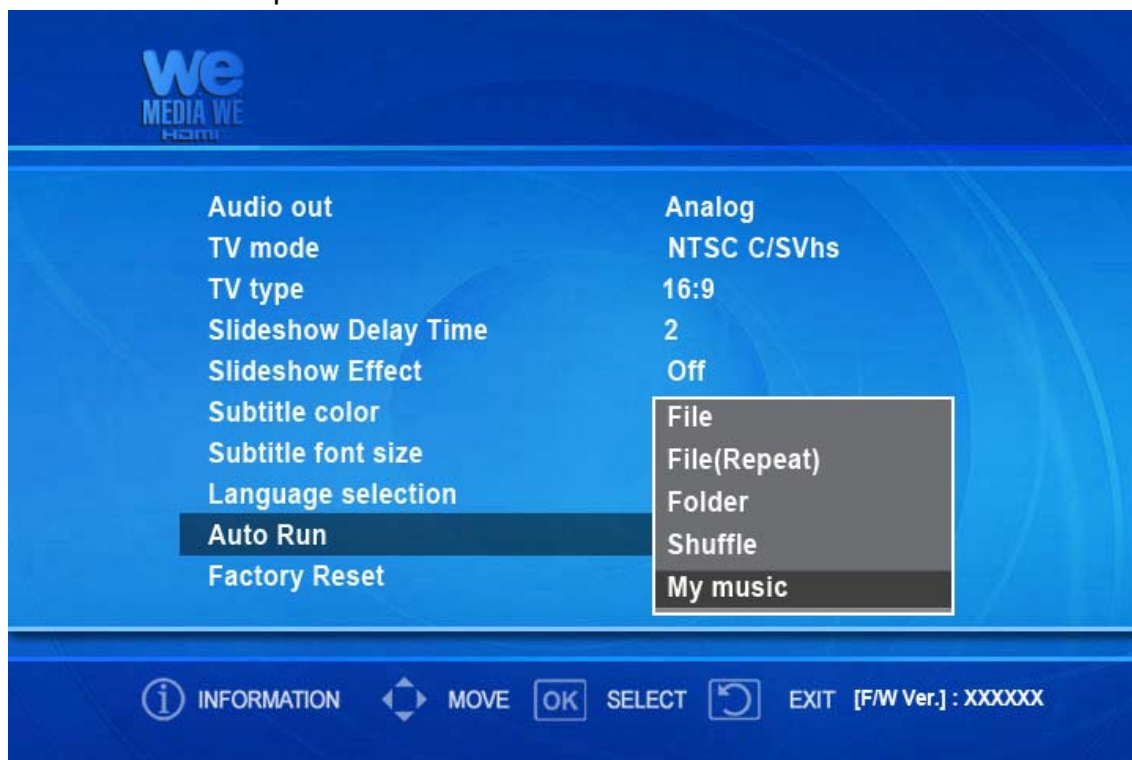 we
MEDIA WE
HDMI
Audio out Analog
TV mode NTSC C/SVhs
TV type 16:9
Slideshow Delay Time 2
Slideshow Effect Off
Subtitle color File
Subtitle font size File(Repeat)
Language selection Folder
Auto Run Shuffle
Factory Reset My music
INFORMATION MOVE OK SELECT EXIT [F/W Ver.] : XXXXXX